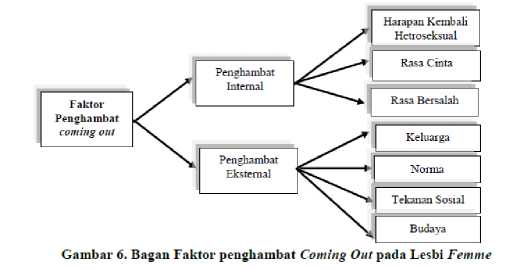 Harapan Kembali
Hetroseksual
Penghambat
Internal
Rasa Cinta
Rasa Bersalah
Faktor
Penghambat
coming out
Keluarga
Penghambat
Eksternal
Norma
Tekanan Sosial
Budaya
Gambar 6. Bagan Faktor penghambat Coming Out pada Lesbi Femme